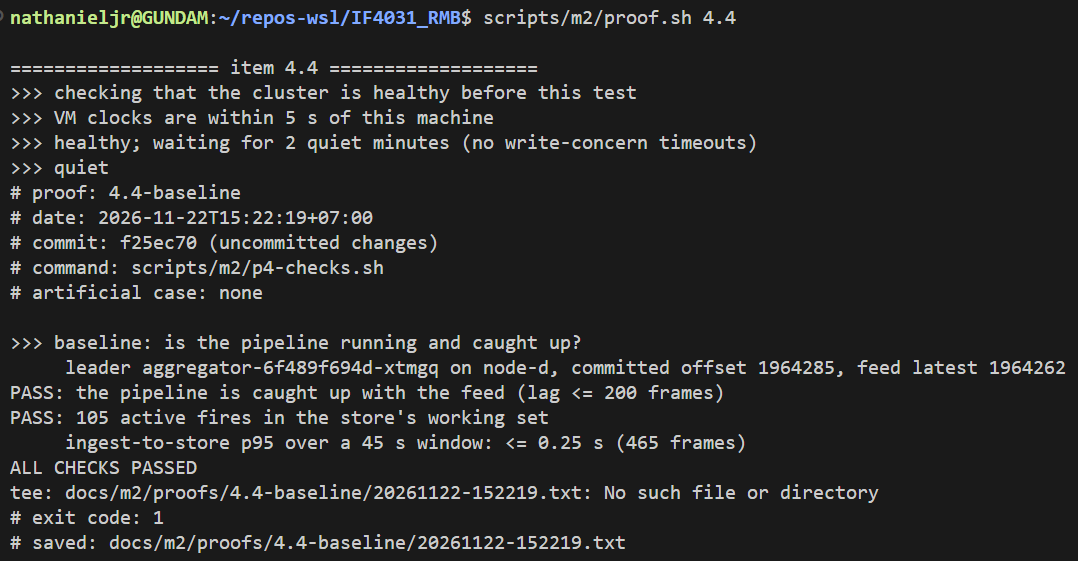 nathanieljr@GUNDAM:~/repos-wsl/IF4031_RMB$ scripts/m2/proof.sh 4.4

=================== item 4.4 ===================
>>> checking that the cluster is healthy before this test
>>> VM clocks are within 5 s of this machine
>>> healthy; waiting for 2 quiet minutes (no write-concern timeouts)
>>> quiet
# proof: 4.4-baseline
# date: 2026-11-22T15:22:19+07:00
# commit: f25ec70 (uncommitted changes)
# command: scripts/m2/p4-checks.sh
# artificial case: none

>>> baseline: is the pipeline running and caught up?
     leader aggregator-6f489f694d-xtmgq on node-d, committed offset 1964285, feed latest 1964262
PASS: the pipeline is caught up with the feed (lag <= 200 frames)
PASS: 105 active fires in the store's working set
     ingest-to-store p95 over a 45 s window: <= 0.25 s (465 frames)
ALL CHECKS PASSED
tee: docs/m2/proofs/4.4-baseline/20261122-152219.txt: No such file or directory
# exit code: 1
# saved: docs/m2/proofs/4.4-baseline/20261122-152219.txt